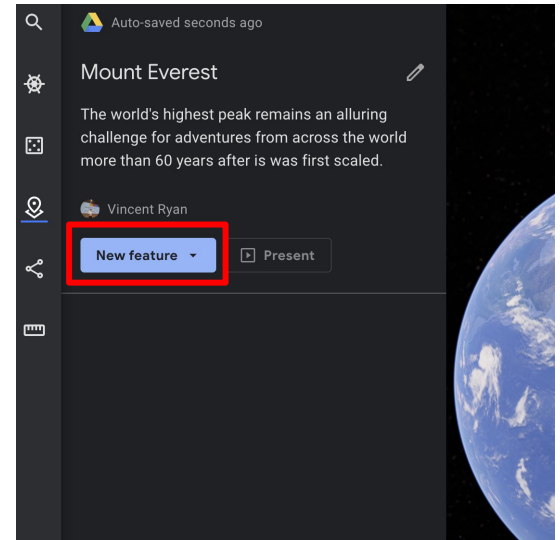 Auto-saved seconds ago
Mount Everest
The world's highest peak remains an alluring
challenge for adventures from across the world
more than 60 years after is was first scaled.
Vincent Ryan
New feature
Present